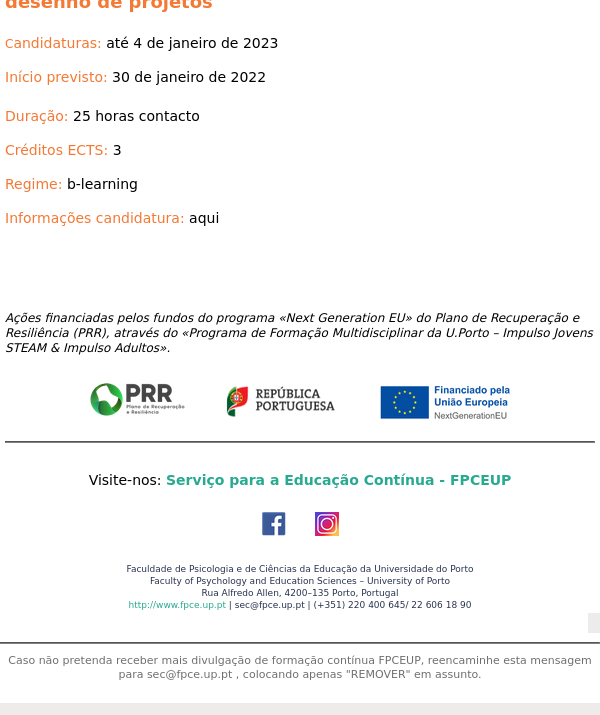 desenho de projetos
Candidaturas: até 4 de janeiro de 2023
Início previsto: 30 de janeiro de 2022
Duração: 25 horas contacto
Créditos ECTS: 3
Regime: b-learning
Informações candidatura: aqui
Ações financiadas pelos fundos do programa «Next Generation EU» do Plano de Recuperação e
Resiliência (PRR), através do «Programa de Formação Multidisciplinar da U.Porto – Impulso Jovens
STEAM & Impulso Adultos».
PRR
Plano de Recuperação
e Resiliência
REPÚBLICA
PORTUGUESA
Financiado pela
União Europeia
NextGenerationEU
Visite-nos: Serviço para a Educação Contínua - FPCEUP
Faculdade de Psicologia e de Ciências da Educação da Universidade do Porto
Faculty of Psychology and Education Sciences – University of Porto
Rua Alfredo Allen, 4200–135 Porto, Portugal
http://www.fpce.up.pt | sec@fpce.up.pt | (+351) 220 400 645/ 22 606 18 90
Caso não pretenda receber mais divulgação de formação contínua FPCEUP, reencaminhe esta mensagem
para sec@fpce.up.pt , colocando apenas "REMOVER" em assunto.